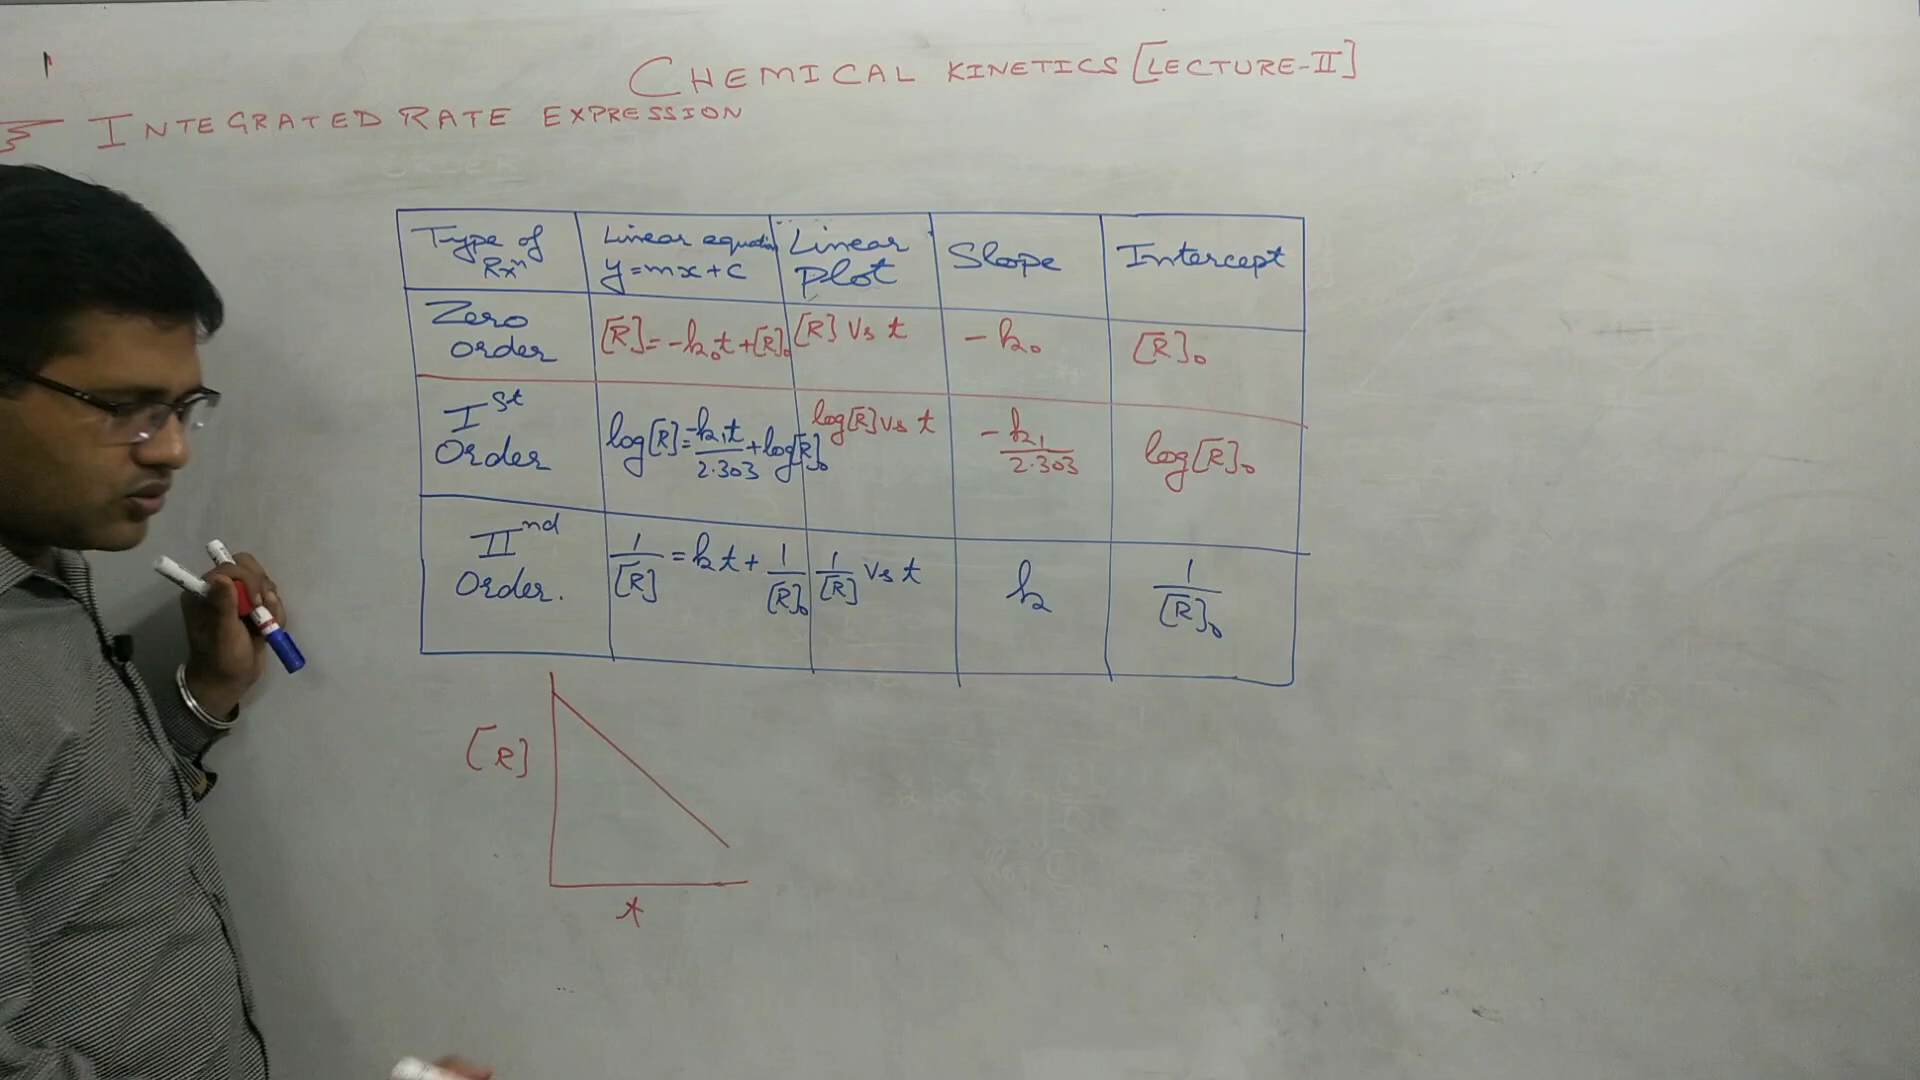 CHEMICAL KINETICS [LECTURE-II]
INTEGRATED RATE EXPRESSION
Type of Rxⁿ
Linear equation y=mx+c
Linear Plot
Slope
Intercept
Zero order
[R]=-k₀t+[R]₀
[R] Vs t
-k₀
[R]₀
Iˢᵗ Order
log[R]=-k₁t/2.303+log[R]₀
log[R] vs t
-k₁/2.303
log[R]₀
IIⁿᵈ Order.
1/[R]=kt+1/[R]₀
1/[R] Vs t
k
1/[R]₀
[R]
t